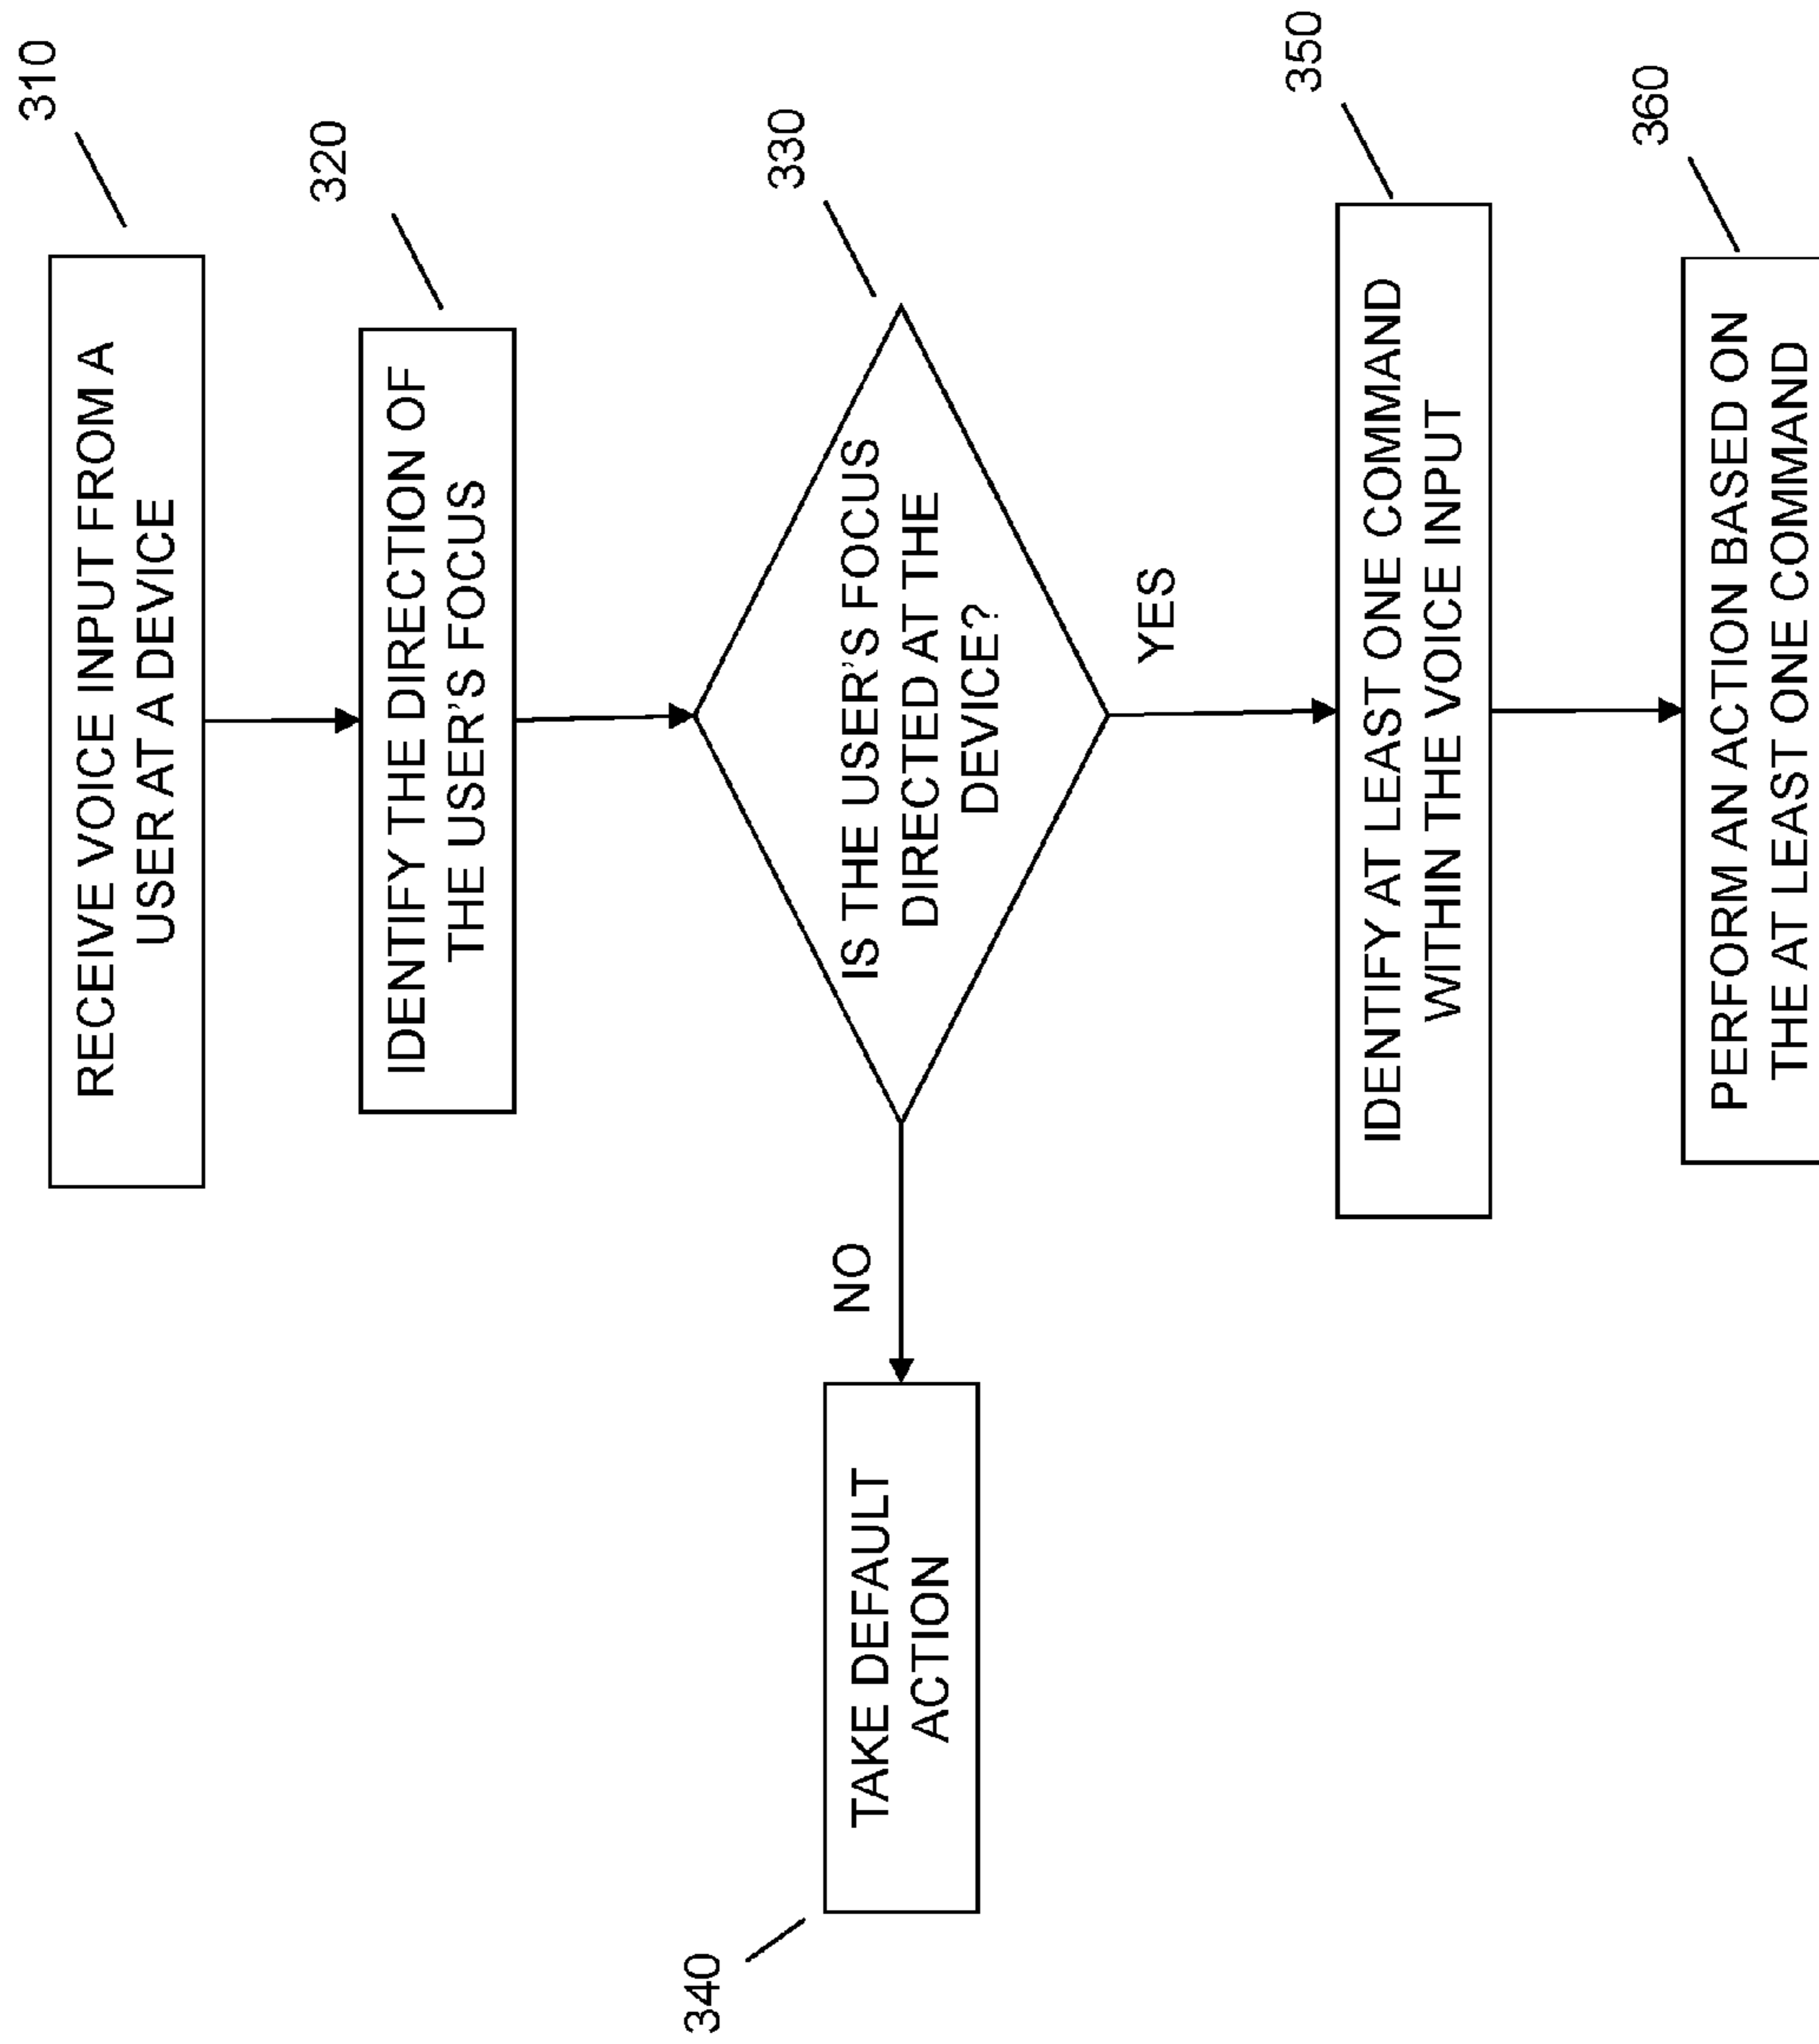 310
RECEIVE VOICE INPUT FROM A
USER AT A DEVICE
320
IDENTIFY THE DIRECTION OF
THE USER'S FOCUS
330
IS THE USER'S FOCUS
DIRECTED AT THE
DEVICE?
NO
340
TAKE DEFAULT
ACTION
YES
350
IDENTIFY AT LEAST ONE COMMAND
WITHIN THE VOICE INPUT
360
PERFORM AN ACTION BASED ON
THE AT LEAST ONE COMMAND